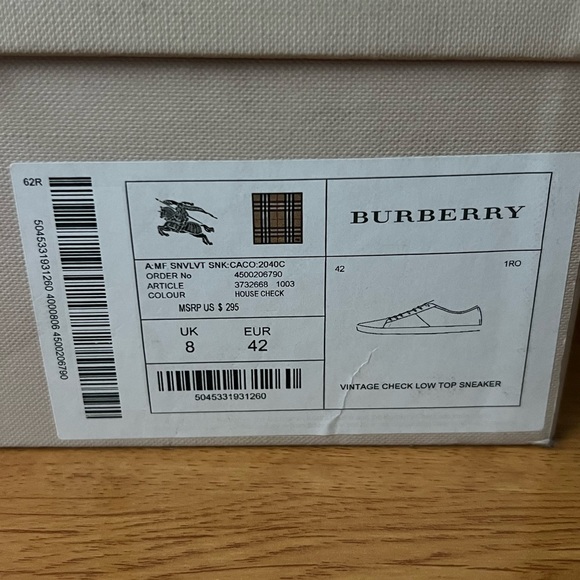 62R
5045331931260 4000806 4500206790
BURBERRY
A:MF SNVLVT SNK:CACO:2040C
ORDER No 4500206790
ARTICLE 3732668 1003
COLOUR HOUSE CHECK
MSRP US $ 295
UK EUR
8 42
5045331931260
42 1RO
VINTAGE CHECK LOW TOP SNEAKER